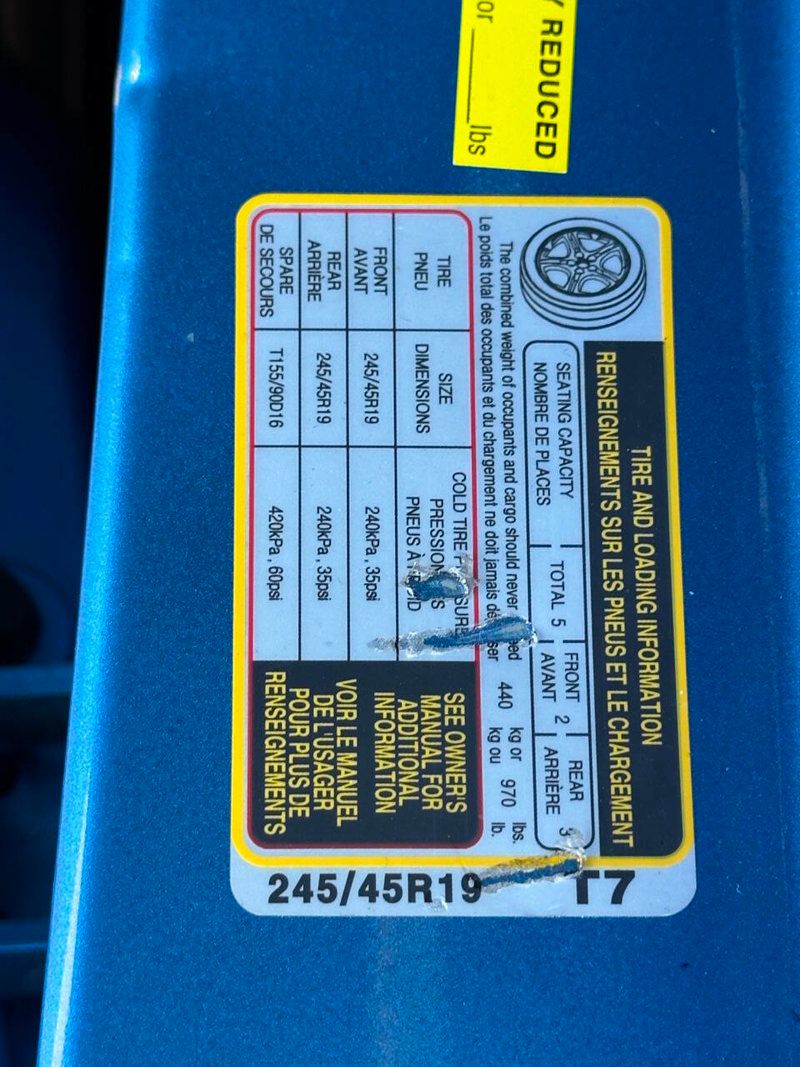 Y REDUCED
or ______ lbs
TIRE AND LOADING INFORMATION
RENSEIGNEMENTS SUR LES PNEUS ET LE CHARGEMENT
SEATING CAPACITY
NOMBRE DE PLACES
TOTAL 5
FRONT
AVANT 2
REAR
ARRIÈRE 3
The combined weight of occupants and cargo should never 440 kg or 970 lbs.
Le poids total des occupants et du chargement ne doit jamais kg ou lb.
TIRE
PNEU
SIZE
DIMENSIONS
COLD TIRE
PNEUS À
SEE OWNER'S
MANUAL FOR
ADDITIONAL
INFORMATION
VOIR LE MANUEL
DE L'USAGER
POUR PLUS DE
RENSEIGNEMENTS
FRONT
AVANT
245/45R19
240kPa, 35psi
REAR
ARRIÈRE
245/45R19
240kPa, 35psi
SPARE
DE SECOURS
T155/90D16
420kPa, 60psi
245/45R19
T7